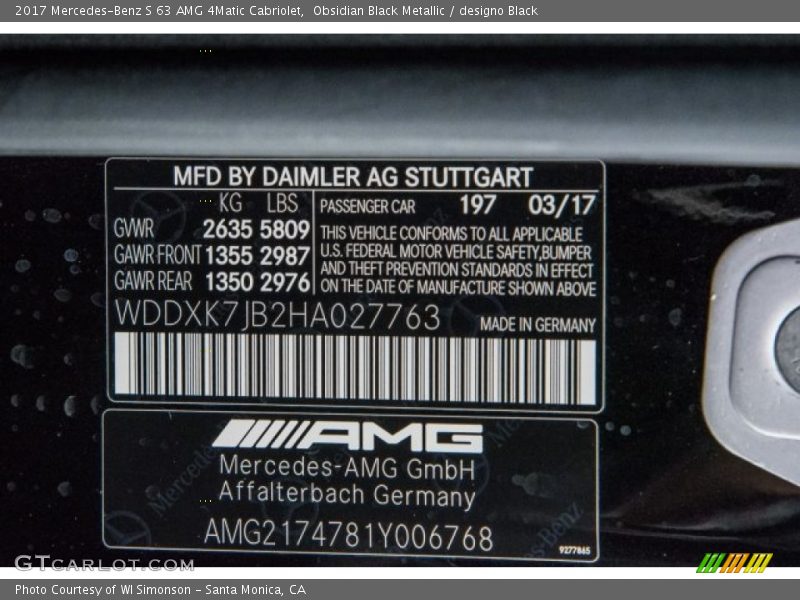 2017 Mercedes-Benz S 63 AMG 4Matic Cabriolet,  Obsidian Black Metallic / designo Black
MFD BY DAIMLER AG STUTTGART
KG LBS
GWR 2635 5809
GAWR FRONT 1355 2987
GAWR REAR 1350 2976
PASSENGER CAR 197 03/17
THIS VEHICLE CONFORMS TO ALL APPLICABLE
U.S. FEDERAL MOTOR VEHICLE SAFETY,BUMPER
AND THEFT PREVENTION STANDARDS IN EFFECT
ON THE DATE OF MANUFACTURE SHOWN ABOVE
WDDXK7JB2HA027763 MADE IN GERMANY
AMG
Mercedes-AMG GmbH
Affalterbach Germany
AMG2174781Y006768
9277865
GTCARLOT.COM
Photo Courtesy of WI Simonson - Santa Monica, CA